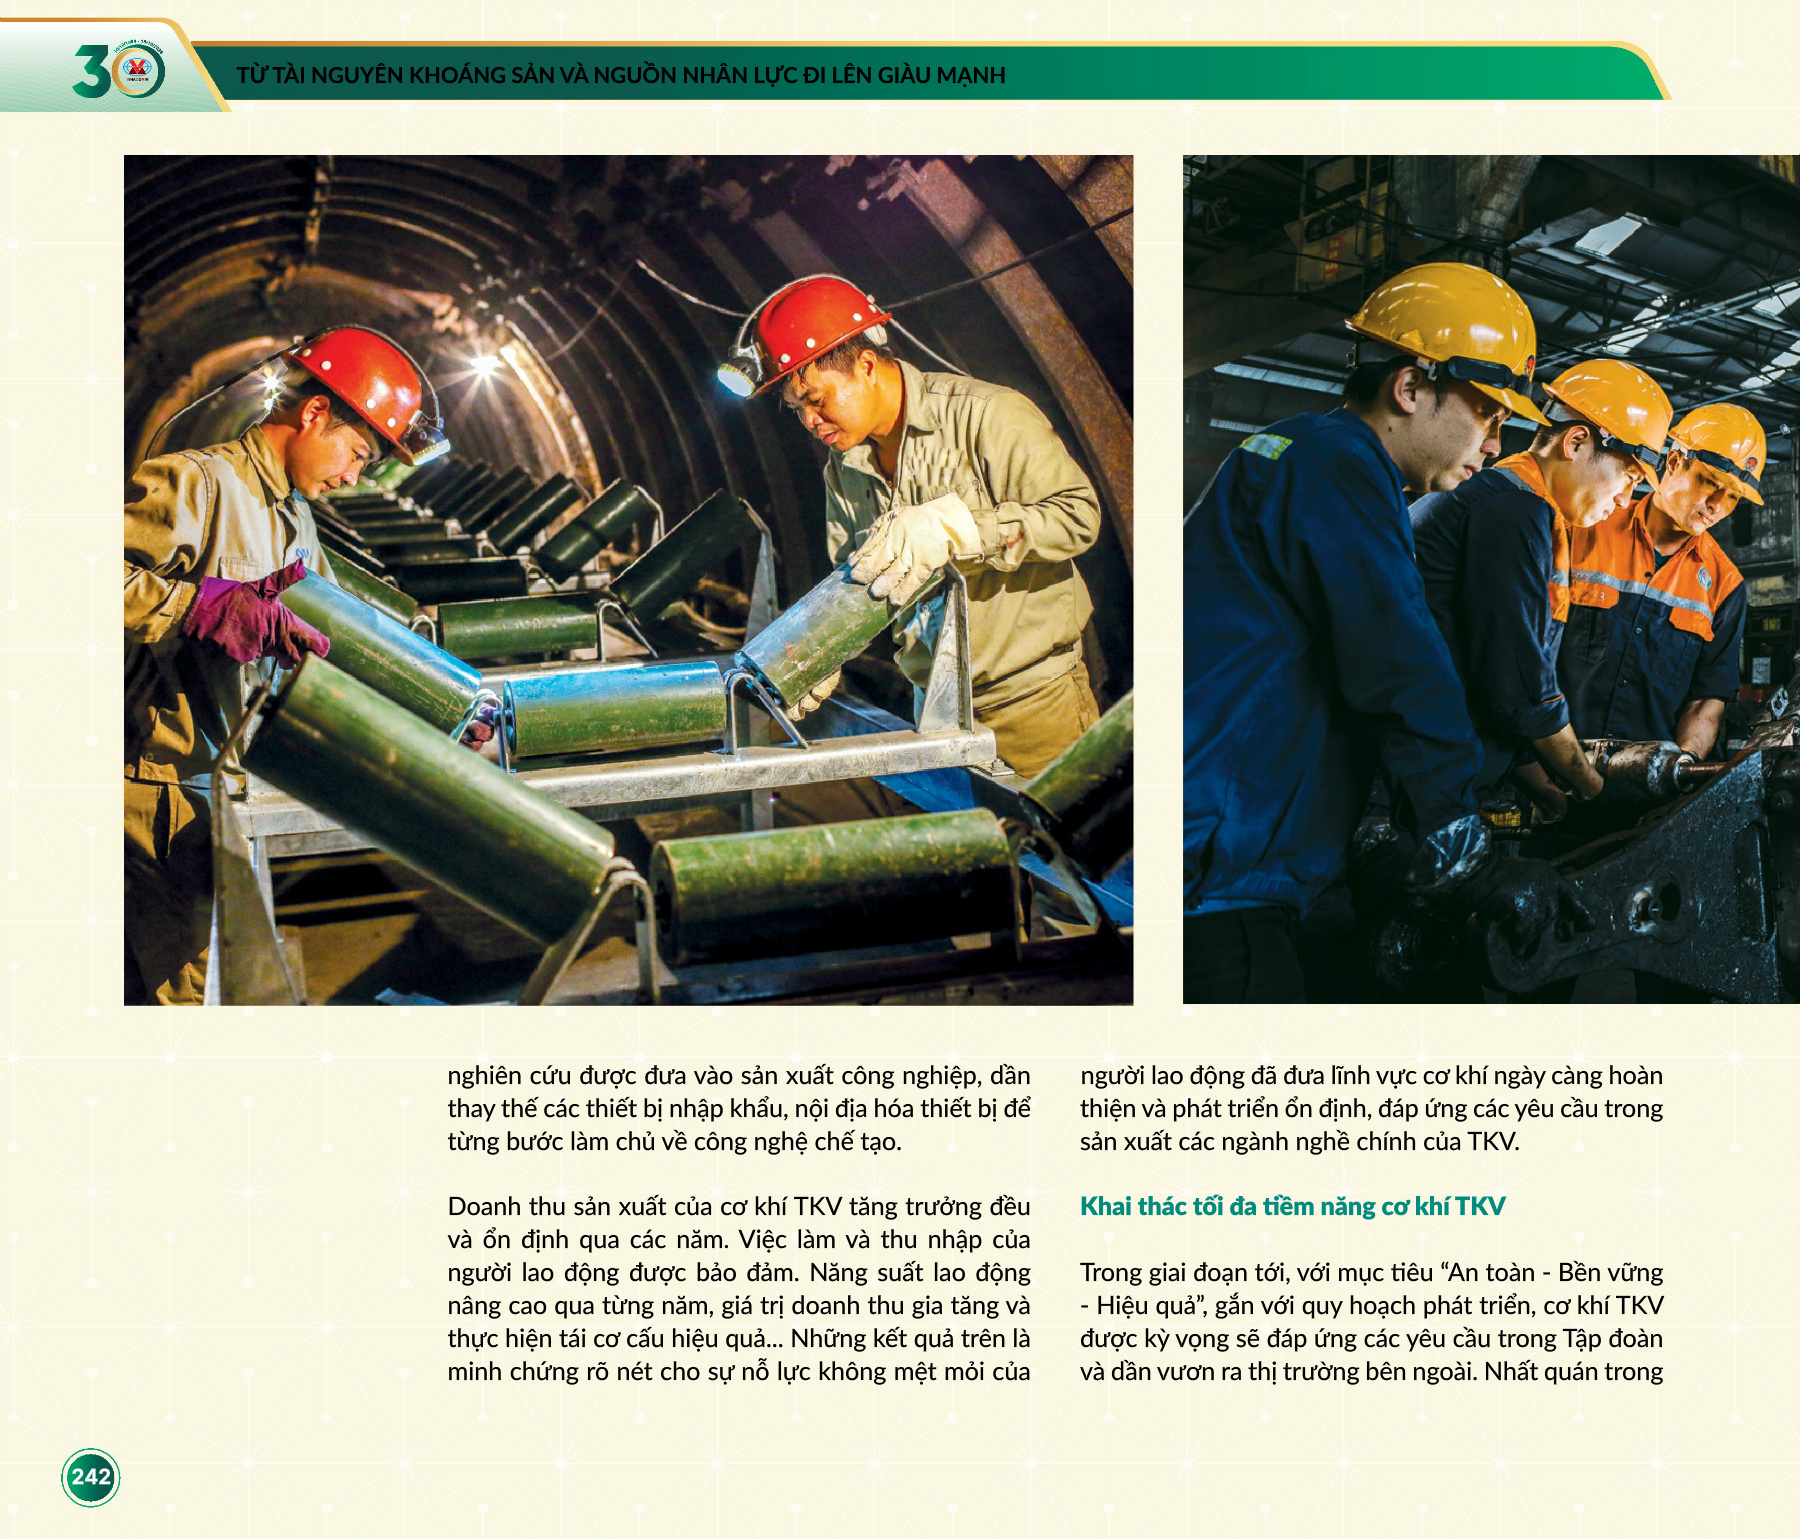 30
VINACOMIN
TỪ TÀI NGUYÊN KHOÁNG SẢN VÀ NGUỒN NHÂN LỰC ĐI LÊN GIÀU MẠNH
nghiên cứu được đưa vào sản xuất công nghiệp, dần
thay thế các thiết bị nhập khẩu, nội địa hóa thiết bị để
từng bước làm chủ về công nghệ chế tạo.
Doanh thu sản xuất của cơ khí TKV tăng trưởng đều
và ổn định qua các năm. Việc làm và thu nhập của
người lao động được bảo đảm. Năng suất lao động
nâng cao qua từng năm, giá trị doanh thu gia tăng và
thực hiện tái cơ cấu hiệu quả... Những kết quả trên là
minh chứng rõ nét cho sự nỗ lực không mệt mỏi của
người lao động đã đưa lĩnh vực cơ khí ngày càng hoàn
thiện và phát triển ổn định, đáp ứng các yêu cầu trong
sản xuất các ngành nghề chính của TKV.
Khai thác tối đa tiềm năng cơ khí TKV
Trong giai đoạn tới, với mục tiêu “An toàn - Bền vững
- Hiệu quả”, gắn với quy hoạch phát triển, cơ khí TKV
được kỳ vọng sẽ đáp ứng các yêu cầu trong Tập đoàn
và dần vươn ra thị trường bên ngoài. Nhất quán trong
242